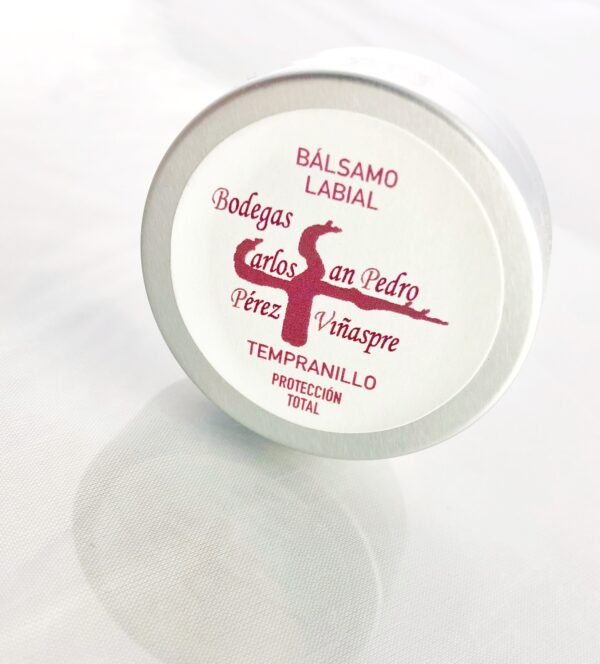 BÁLSAMO
LABIAL
Bodegas
Carlos San Pedro
Pérez Viñaspre
TEMPRANILLO
PROTECCIÓN
TOTAL